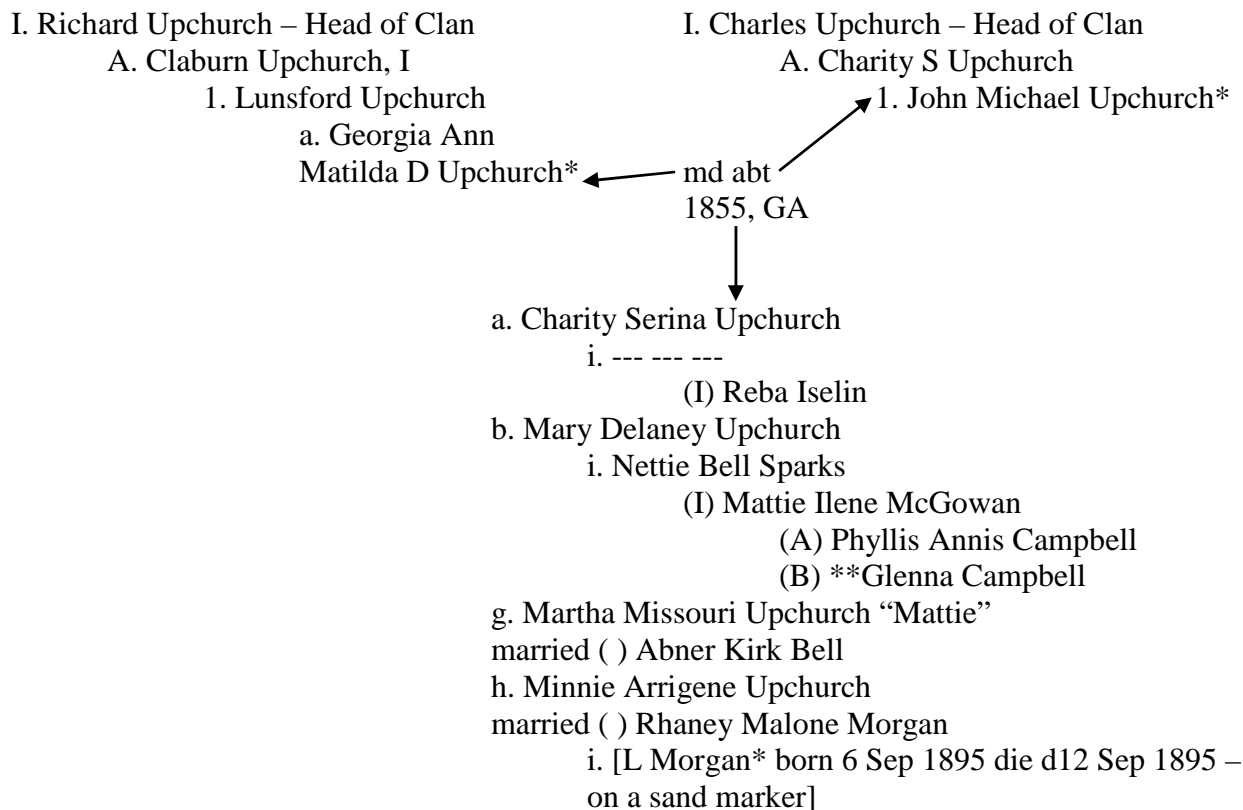 I. Richard Upchurch – Head of Clan
A. Claburn Upchurch, I
1. Lunsford Upchurch
a. Georgia Ann
Matilda D Upchurch*
I. Charles Upchurch – Head of Clan
A. Charity S Upchurch
1. John Michael Upchurch*
md abt
1855, GA
a. Charity Serina Upchurch
i. --- --- ---
(I) Reba Iselin
b. Mary Delaney Upchurch
i. Nettie Bell Sparks
(I) Mattie Ilene McGowan
(A) Phyllis Annis Campbell
(B) **Glenna Campbell
g. Martha Missouri Upchurch “Mattie”
married ( ) Abner Kirk Bell
h. Minnie Arrigene Upchurch
married ( ) Rhaney Malone Morgan
i. [L Morgan* born 6 Sep 1895 die d12 Sep 1895 –
on a sand marker]